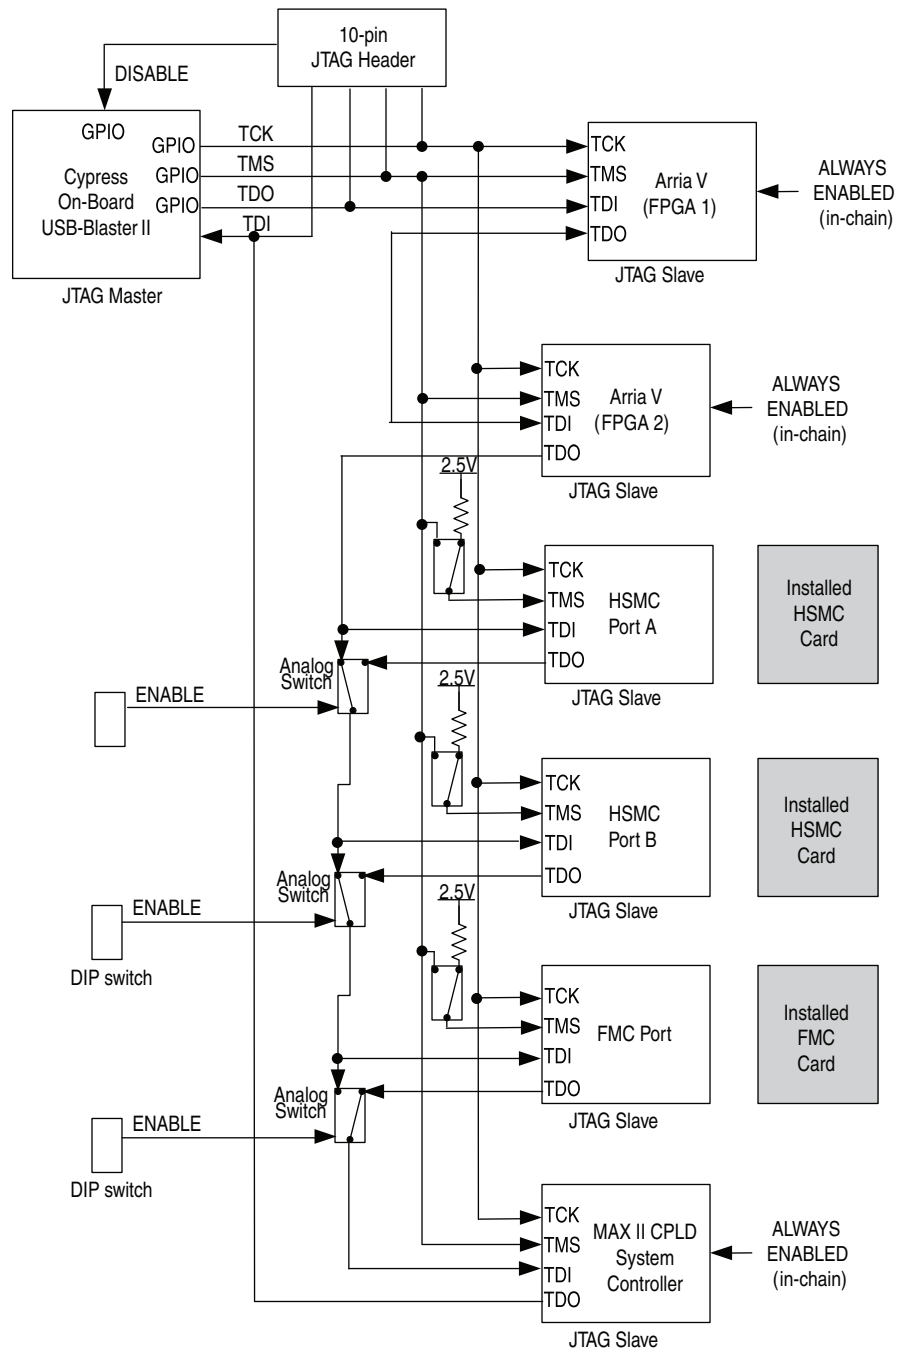 10-pin
JTAG Header
DISABLE
GPIO
GPIO
TCK
TCK
Cypress
On-Board
USB-Blaster II
GPIO
TMS
TMS
GPIO
TDO
TDI
TDI
TDO
Arria V
(FPGA 1)
ALWAYS
ENABLED
(in-chain)
JTAG Master
JTAG Slave
TCK
TMS
TDI
TDO
Arria V
(FPGA 2)
ALWAYS
ENABLED
(in-chain)
JTAG Slave
2.5V
TCK
TMS
TDI
TDO
HSMC
Port A
Installed
HSMC
Card
JTAG Slave
Analog
Switch
ENABLE
2.5V
TCK
TMS
TDI
TDO
HSMC
Port B
Installed
HSMC
Card
JTAG Slave
Analog
Switch
ENABLE
DIP switch
2.5V
TCK
TMS
TDI
TDO
FMC Port
Installed
FMC
Card
JTAG Slave
Analog
Switch
ENABLE
DIP switch
TCK
TMS
TDI
TDO
MAX II CPLD
System
Controller
ALWAYS
ENABLED
(in-chain)
JTAG Slave